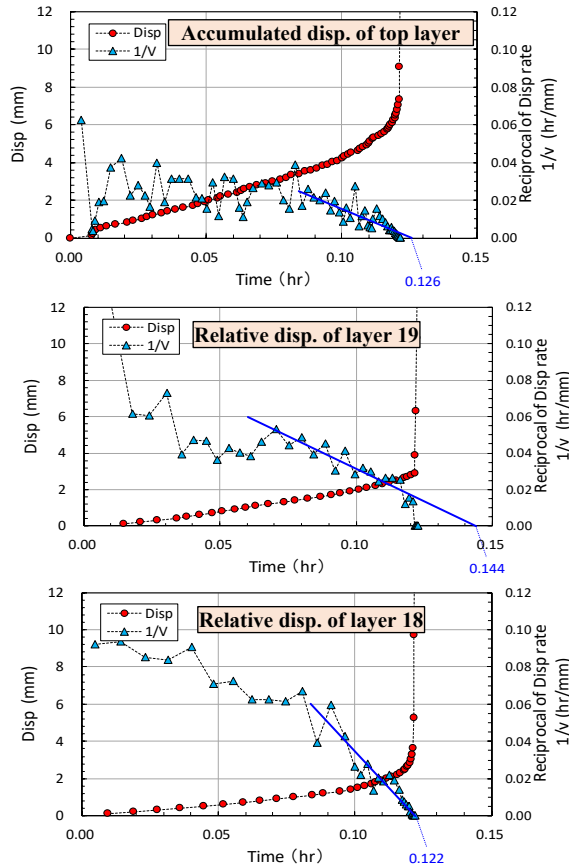 Accumulated disp. of top layer
Disp
1/V
Disp (mm)
12
10
8
6
4
2
0
0.12
0.10
0.08
0.06
0.04
0.02
0.00
Reciprocal of Disp rate
1/v (hr/mm)
0.00 0.05 0.10 0.15
Time (hr)
0.126
Relative disp. of layer 19
Disp
1/V
Disp (mm)
12
10
8
6
4
2
0
0.12
0.10
0.08
0.06
0.04
0.02
0.00
Reciprocal of Disp rate
1/v (hr/mm)
0.00 0.05 0.10 0.15
Time (hr)
0.144
Relative disp. of layer 18
Disp
1/V
Disp (mm)
12
10
8
6
4
2
0
0.12
0.10
0.08
0.06
0.04
0.02
0.00
Reciprocal of Disp rate
1/v (hr/mm)
0.00 0.05 0.10 0.15
Time (hr)
0.122